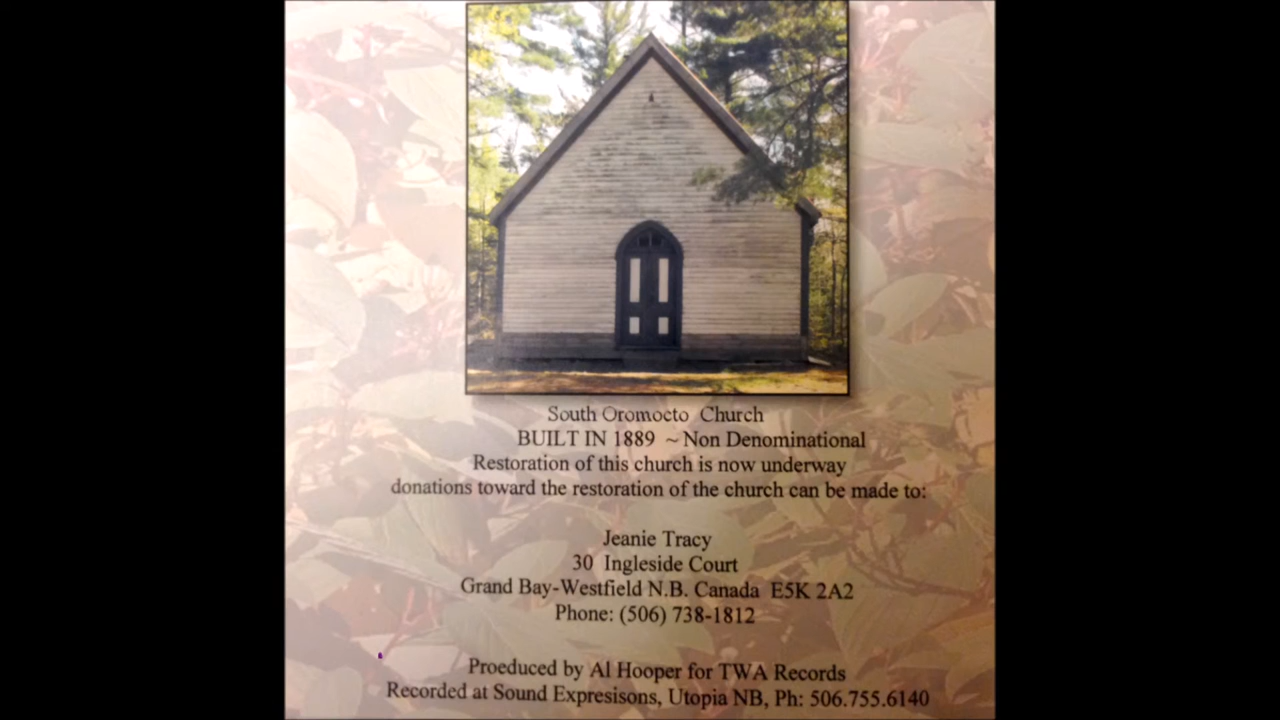 South Oromocto Church
BUILT IN 1889 ~ Non Denominational
Restoration of this church is now underway
donations toward the restoration of the church can be made to:
Jeanie Tracy
30 Ingleside Court
Grand Bay-Westfield N.B. Canada E5K 2A2
Phone: (506) 738-1812
Proeduced by Al Hooper for TWA Records
Recorded at Sound Expresisons, Utopia NB, Ph: 506.755.6140